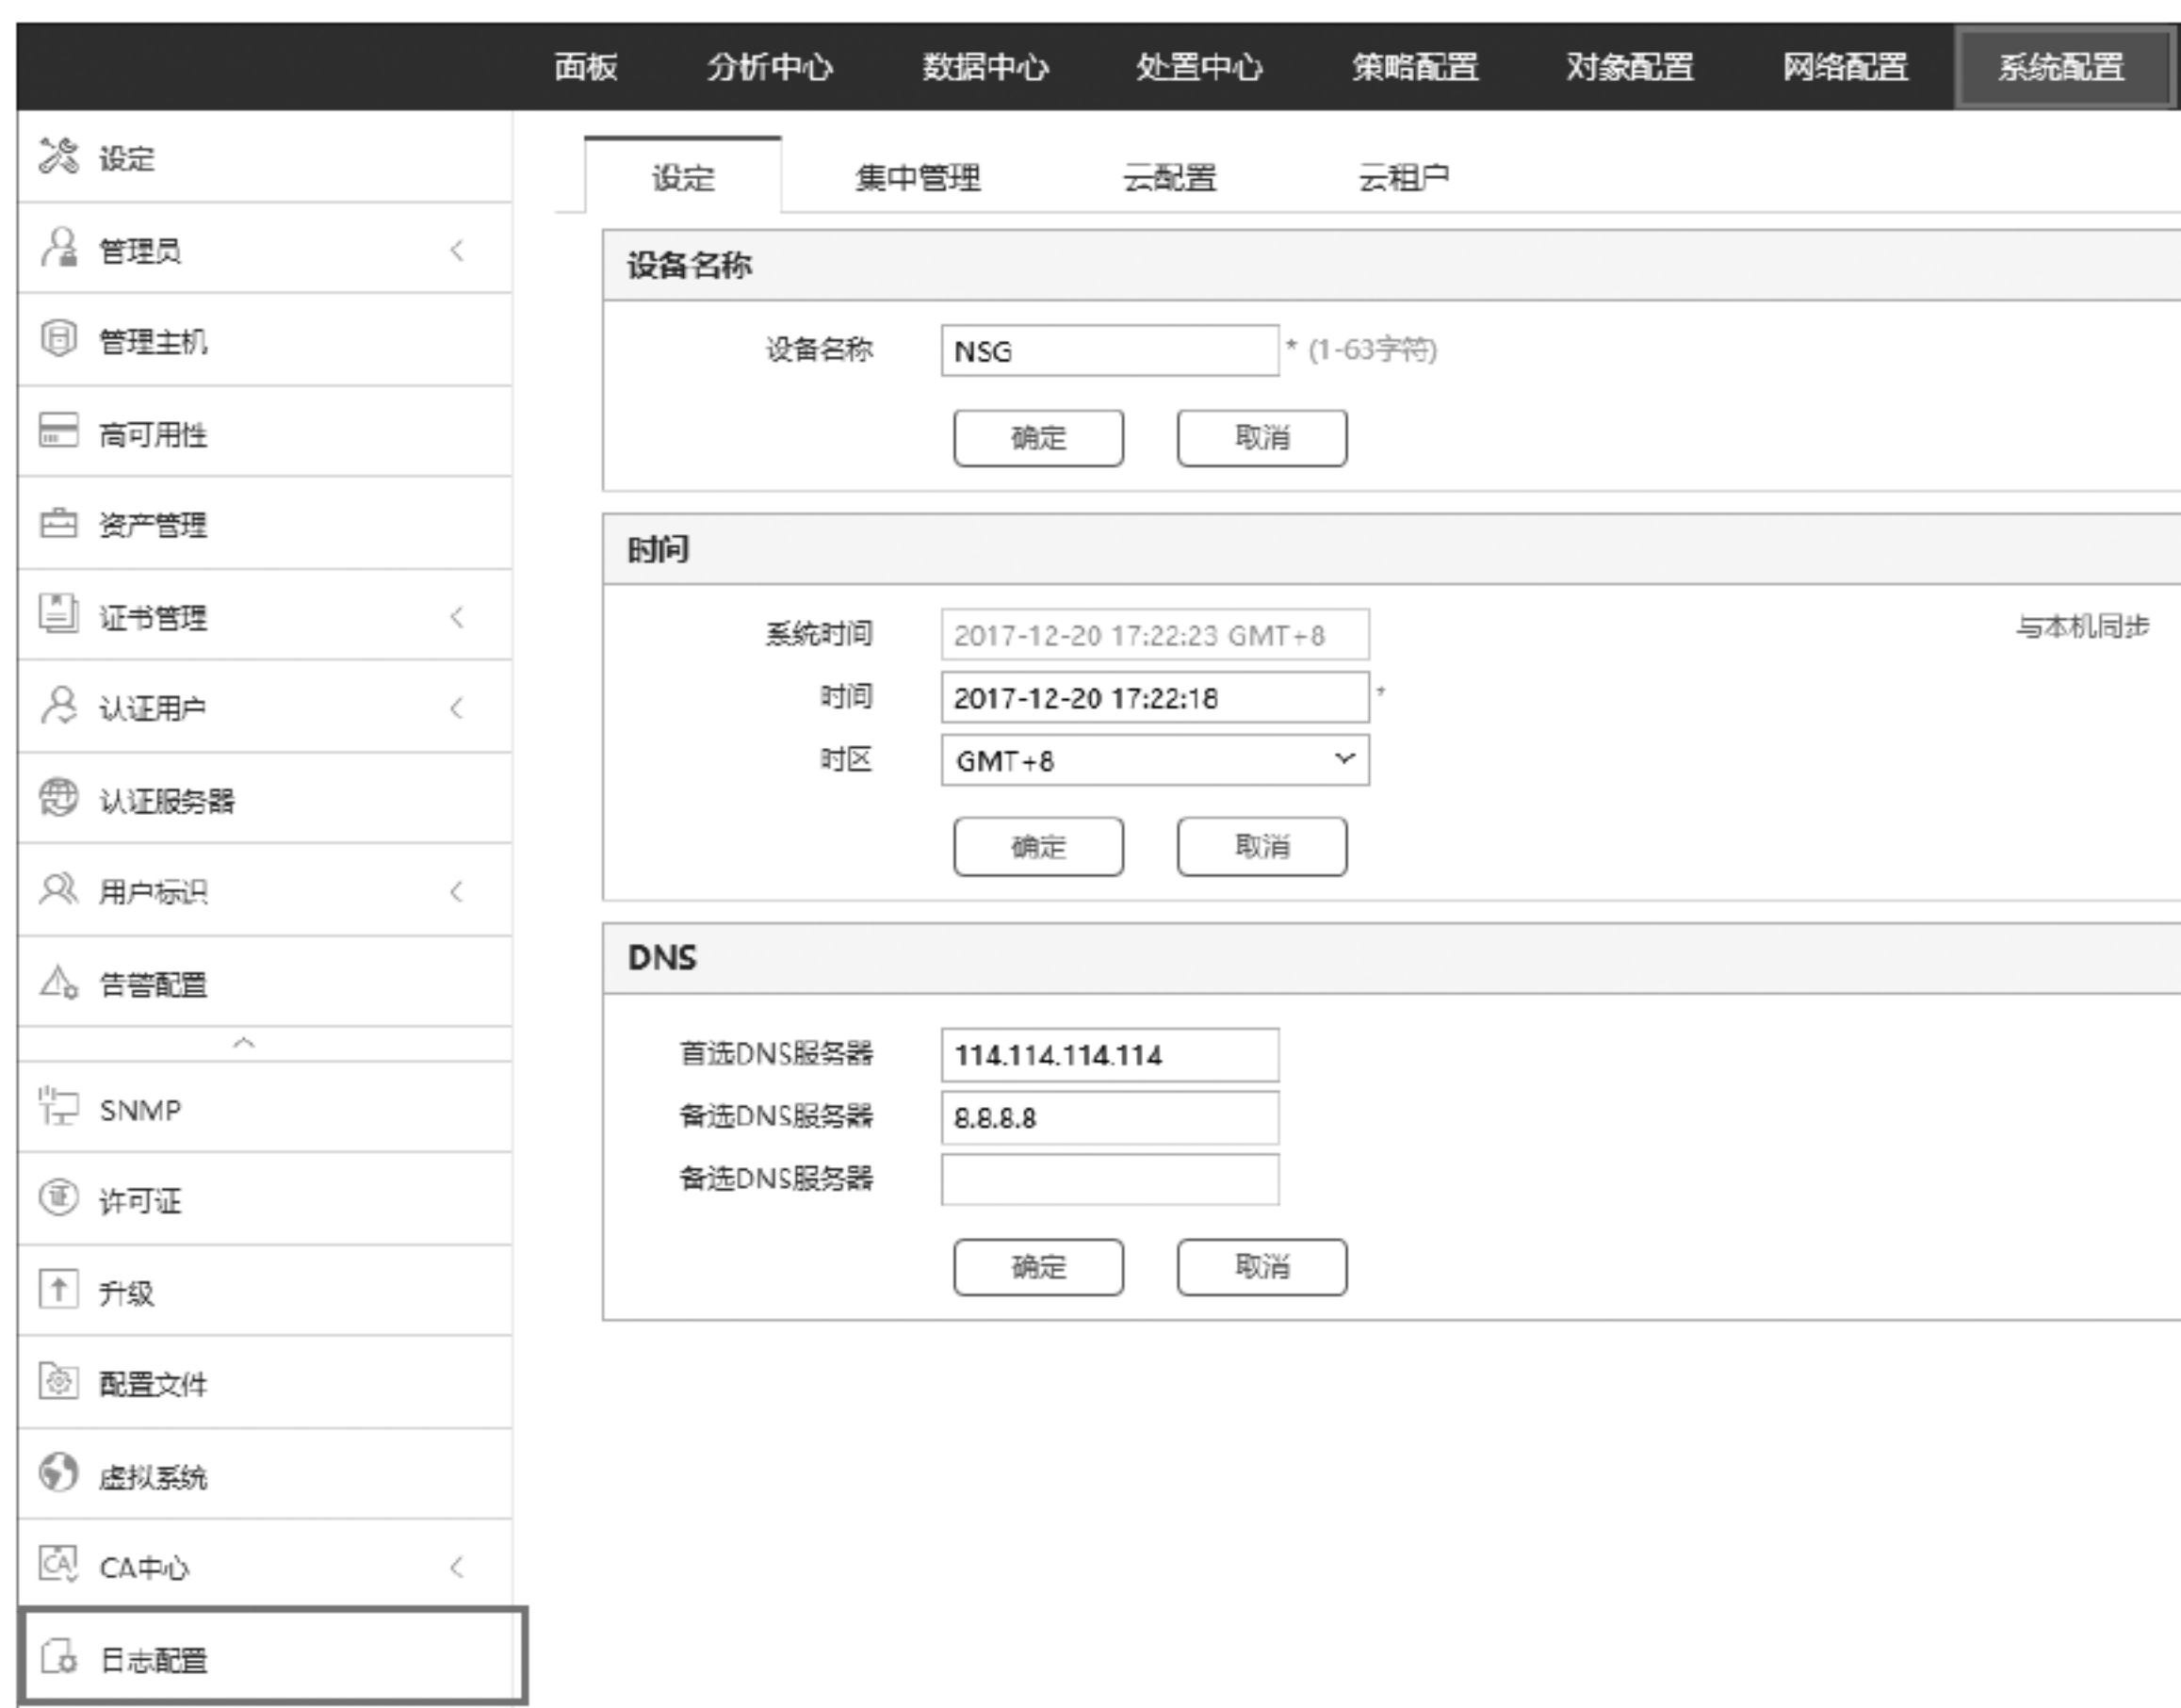 面板 分析中心 数据中心 处置中心 策略配置 对象配置 网络配置 系统配置
设定
管理员
管理主机
高可用性
资产管理
证书管理
认证用户
认证服务器
用户标识
告警配置
SNMP
许可证
升级
配置文件
虚拟系统
CA中心
日志配置
设定 集中管理 云配置 云租户
设备名称
设备名称 NSG * (1-63字符)
确定 取消
时间
系统时间 2017-12-20 17:22:23 GMT+8 与本机同步
时间 2017-12-20 17:22:18 *
时区 GMT+8
确定 取消
DNS
首选DNS服务器 114.114.114.114
备选DNS服务器 8.8.8.8
备选DNS服务器
确定 取消